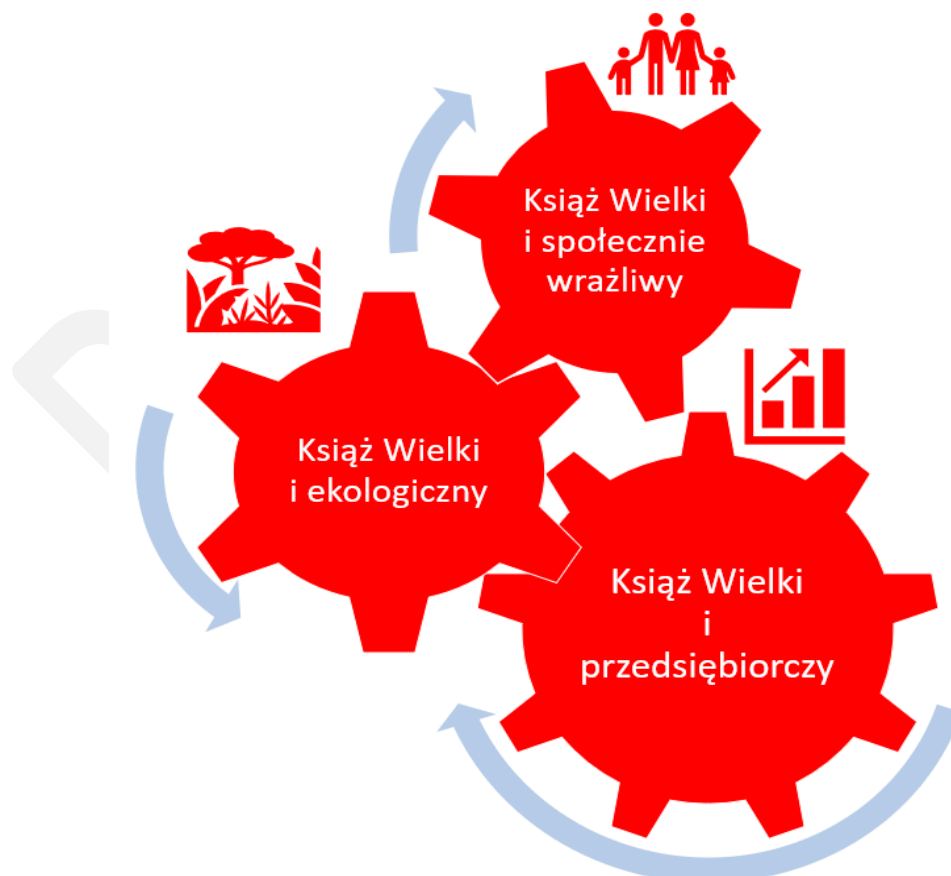 Książ Wielki
i społecznie
wrażliwy
Książ Wielki
i ekologiczny
Książ Wielki
i
przedsiębiorczy